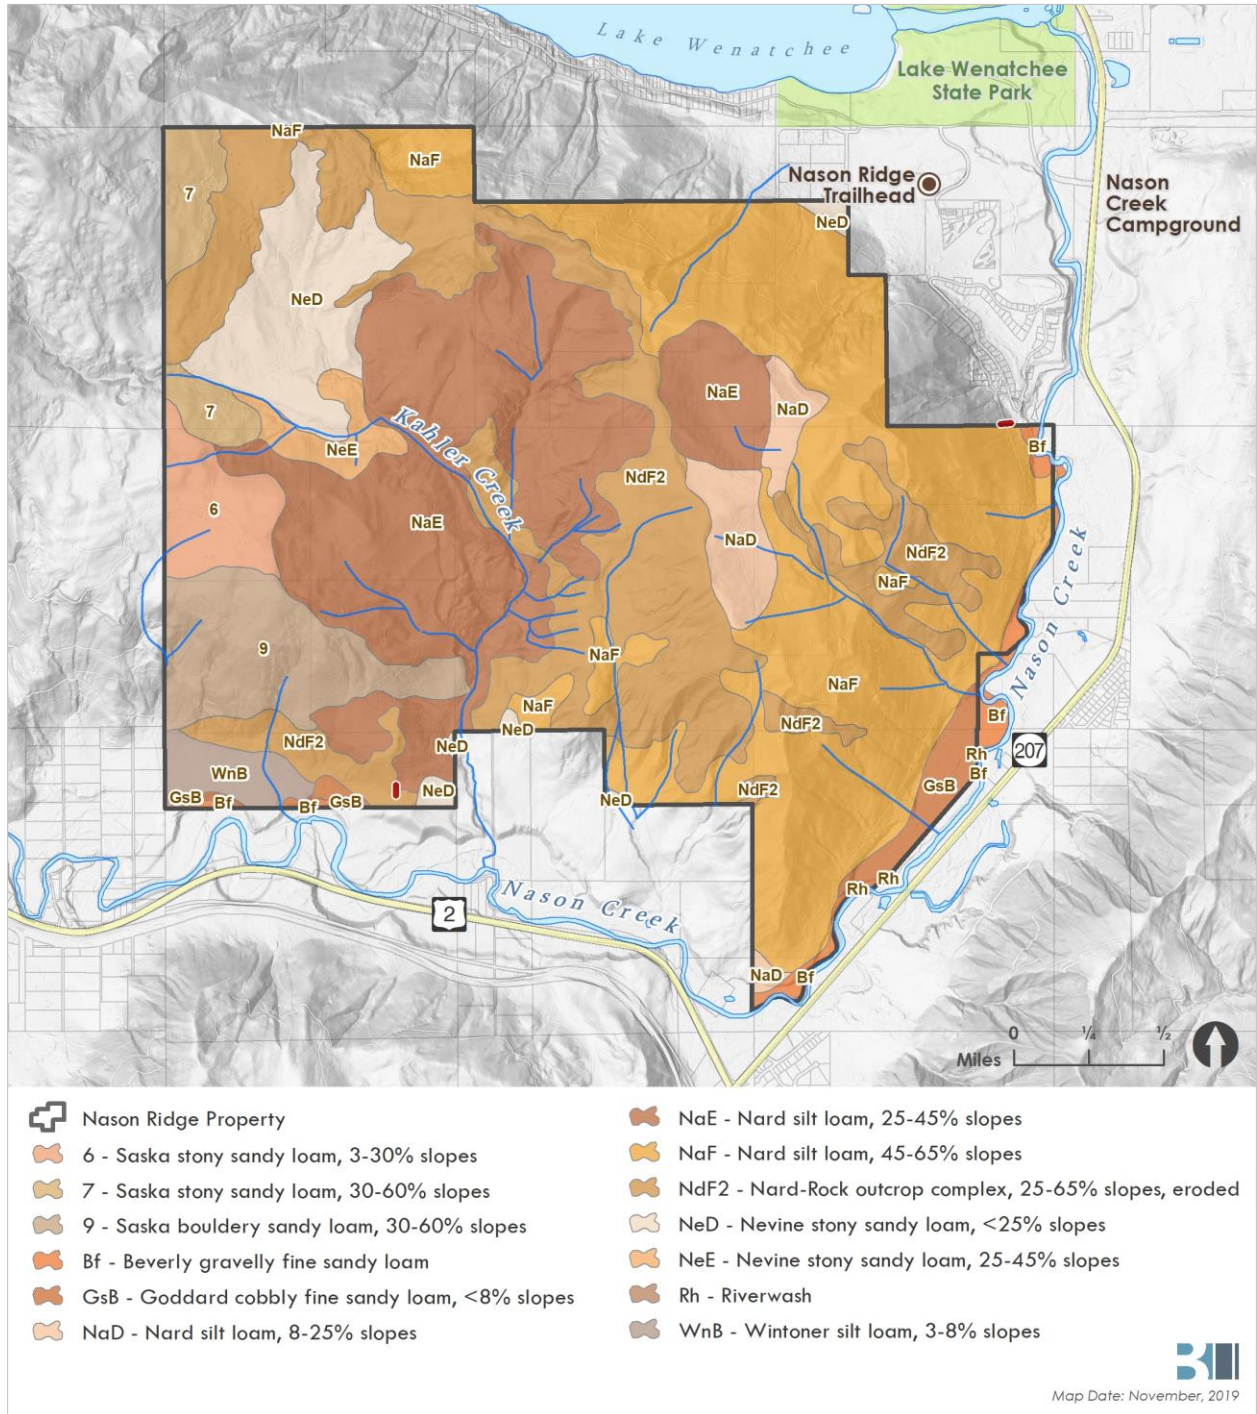 Lake Wenatchee
Lake Wenatchee
State Park
NaF
NaF
7
Nason Ridge
Trailhead
Nason
Creek
Campground
NeD
NeD
NaE
NaD
7
Kahler Creek
NeE
Bf
NdF2
6
NaE
NaD
NdF2
NaF
Nason Creek
9
NaF
NaF
NaF
Bf
NdF2
NeD
NdF2
NeD
Rh
207
WnB
Bf
GsB
NdF2
GsB
Bf
Bf
GsB
NeD
NeD
Rh
Rh
Nason Creek
2
NaD
Bf
0 ¼ ½
Miles
Nason Ridge Property
6 - Saska stony sandy loam, 3-30% slopes
7 - Saska stony sandy loam, 30-60% slopes
9 - Saska bouldery sandy loam, 30-60% slopes
Bf - Beverly gravelly fine sandy loam
GsB - Goddard cobbly fine sandy loam, <8% slopes
NaD - Nard silt loam, 8-25% slopes
NaE - Nard silt loam, 25-45% slopes
NaF - Nard silt loam, 45-65% slopes
NdF2 - Nard-Rock outcrop complex, 25-65% slopes, eroded
NeD - Nevine stony sandy loam, <25% slopes
NeE - Nevine stony sandy loam, 25-45% slopes
Rh - Riverwash
WnB - Wintoner silt loam, 3-8% slopes
Map Date: November, 2019